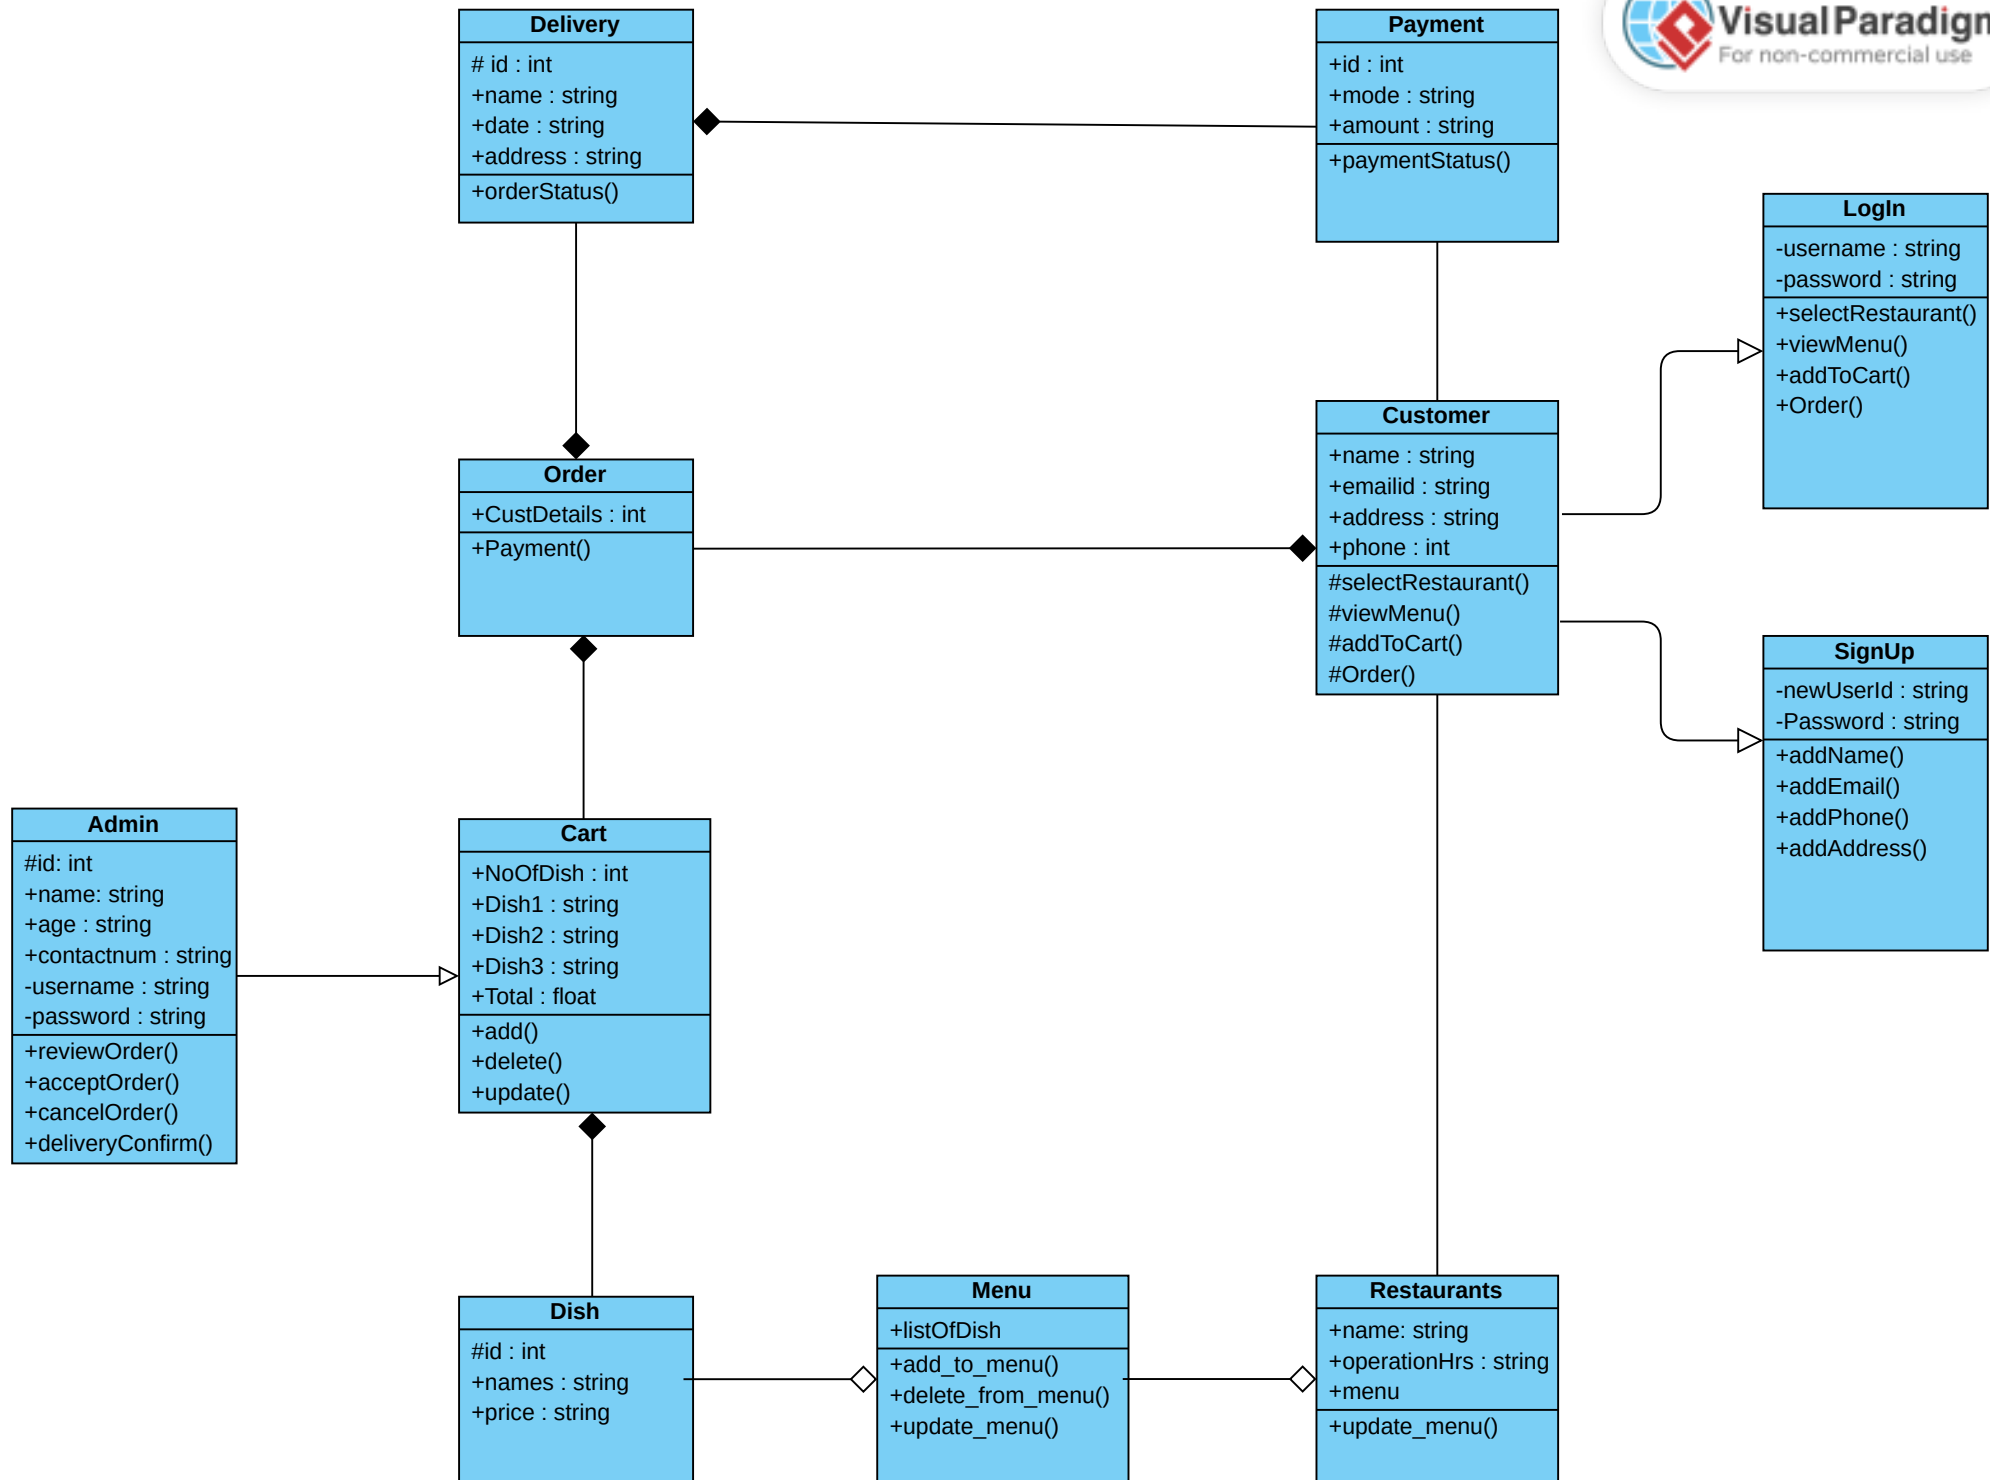 Delivery
# id : int
+name : string
+date : string
+address : string
+orderStatus()
Payment
+id : int
+mode : string
+amount : string
+paymentStatus()
Visual Paradign
For non-commercial use
LogIn
-username : string
-password : string
+selectRestaurant()
+viewMenu()
+addToCart()
+Order()
Order
+CustDetails : int
+Payment()
Customer
+name : string
+emailid : string
+address : string
+phone : int
#selectRestaurant()
#viewMenu()
#addToCart()
#Order()
SignUp
-newUserId : string
-Password : string
+addName()
+addEmail()
+addPhone()
+addAddress()
Admin
#id: int
+name: string
+age : string
+contactnum : string
-username : string
-password : string
+reviewOrder()
+acceptOrder()
+cancelOrder()
+deliveryConfirm()
Cart
+NoOfDish : int
+Dish1 : string
+Dish2 : string
+Dish3 : string
+Total : float
+add()
+delete()
+update()
Dish
#id : int
+names : string
+price : string
Menu
+listOfDish
+add_to_menu()
+delete_from_menu()
+update_menu()
Restaurants
+name: string
+operationHrs : string
+menu
+update_menu()